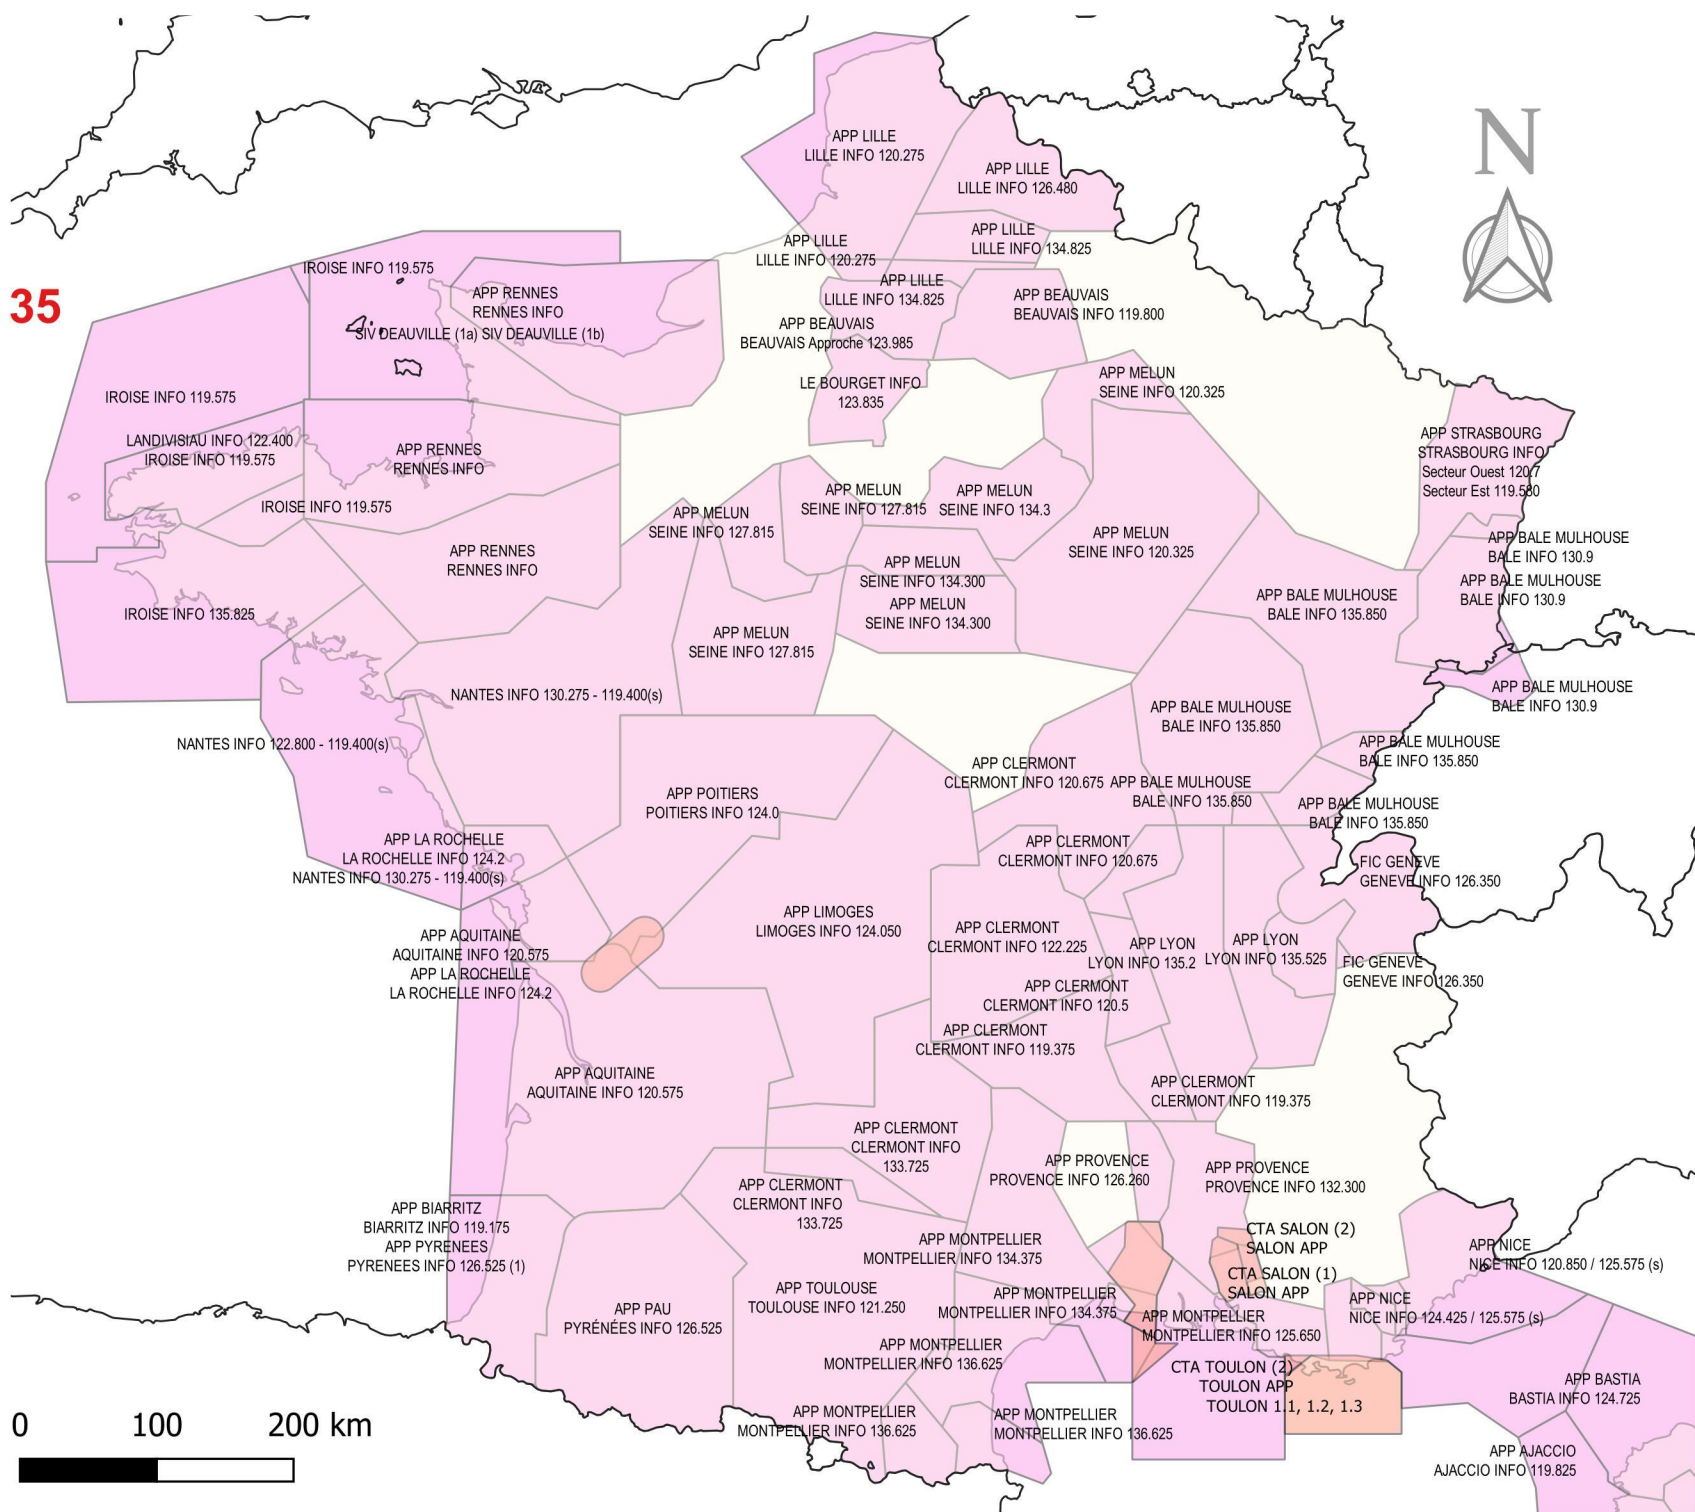 N
35
APP LILLE
LILLE INFO 120.275
APP LILLE
LILLE INFO 126.480
APP LILLE
LILLE INFO 134.825
APP LILLE
LILLE INFO 120.275
APP LILLE
LILLE INFO 134.825
IROISE INFO 119.575
APP RENNES
RENNES INFO
SIV DEAUVILLE (1a) SIV DEAUVILLE (1b)
APP BEAUVAIS
BEAUVAIS INFO 119.800
APP BEAUVAIS
BEAUVAIS Approche 123.985
LE BOURGET INFO
123.835
APP MELUN
SEINE INFO 120.325
IROISE INFO 119.575
LANDIVISIAU INFO 122.400
IROISE INFO 119.575
APP RENNES
RENNES INFO
APP STRASBOURG
STRASBOURG INFO
Secteur Ouest 120.7
Secteur Est 119.580
IROISE INFO 119.575
APP MELUN
SEINE INFO 127.815
APP MELUN
SEINE INFO 127.815
APP MELUN
SEINE INFO 134.3
APP MELUN
SEINE INFO 120.325
APP BALE MULHOUSE
BALE INFO 130.9
APP BALE MULHOUSE
BALE INFO 130.9
APP RENNES
RENNES INFO
APP MELUN
SEINE INFO 134.300
APP MELUN
SEINE INFO 134.300
APP BALE MULHOUSE
BALE INFO 135.850
IROISE INFO 135.825
APP MELUN
SEINE INFO 127.815
NANTES INFO 130.275 - 119.400(s)
APP BALE MULHOUSE
BALE INFO 130.9
APP BALE MULHOUSE
BALE INFO 135.850
NANTES INFO 122.800 - 119.400(s)
APP BALE MULHOUSE
BALE INFO 135.850
APP CLERMONT
CLERMONT INFO 120.675
APP BALE MULHOUSE
BALE INFO 135.850
APP POITIERS
POITIERS INFO 124.0
APP BALE MULHOUSE
BALE INFO 135.850
APP LA ROCHELLE
LA ROCHELLE INFO 124.2
NANTES INFO 130.275 - 119.400(s)
APP CLERMONT
CLERMONT INFO 120.675
FIC GENEVE
GENEVE INFO 126.350
APP LIMOGES
LIMOGES INFO 124.050
APP CLERMONT
CLERMONT INFO 122.225
APP LYON
LYON INFO 135.2
APP LYON
LYON INFO 135.525
FIC GENEVE
GENEVE INFO 126.350
APP AQUITAINE
AQUITAINE INFO 120.575
APP LA ROCHELLE
LA ROCHELLE INFO 124.2
APP CLERMONT
CLERMONT INFO 120.5
APP CLERMONT
CLERMONT INFO 119.375
APP AQUITAINE
AQUITAINE INFO 120.575
APP CLERMONT
CLERMONT INFO 119.375
APP CLERMONT
CLERMONT INFO
133.725
APP PROVENCE
PROVENCE INFO 126.260
APP PROVENCE
PROVENCE INFO 132.300
APP CLERMONT
CLERMONT INFO
133.725
APP BIARRITZ
BIARRITZ INFO 119.175
APP PYRENEES
PYRENEES INFO 126.525 (1)
APP MONTPELLIER
MONTPELLIER INFO 134.375
CTA SALON (2)
SALON APP
CTA SALON (1)
SALON APP
APP NICE
NICE INFO 120.850 / 125.575 (s)
APP PAU
PYRÉNÉES INFO 126.525
APP TOULOUSE
TOULOUSE INFO 121.250
APP MONTPELLIER
MONTPELLIER INFO 134.375
APP MONTPELLIER
MONTPELLIER INFO 125.650
APP NICE
NICE INFO 124.425 / 125.575 (s)
APP MONTPELLIER
MONTPELLIER INFO 136.625
CTA TOULON (2)
TOULON APP
TOULON 1.1, 1.2, 1.3
APP BASTIA
BASTIA INFO 124.725
APP MONTPELLIER
MONTPELLIER INFO 136.625
APP MONTPELLIER
MONTPELLIER INFO 136.625
APP AJACCIO
AJACCIO INFO 119.825
0 100 200 km